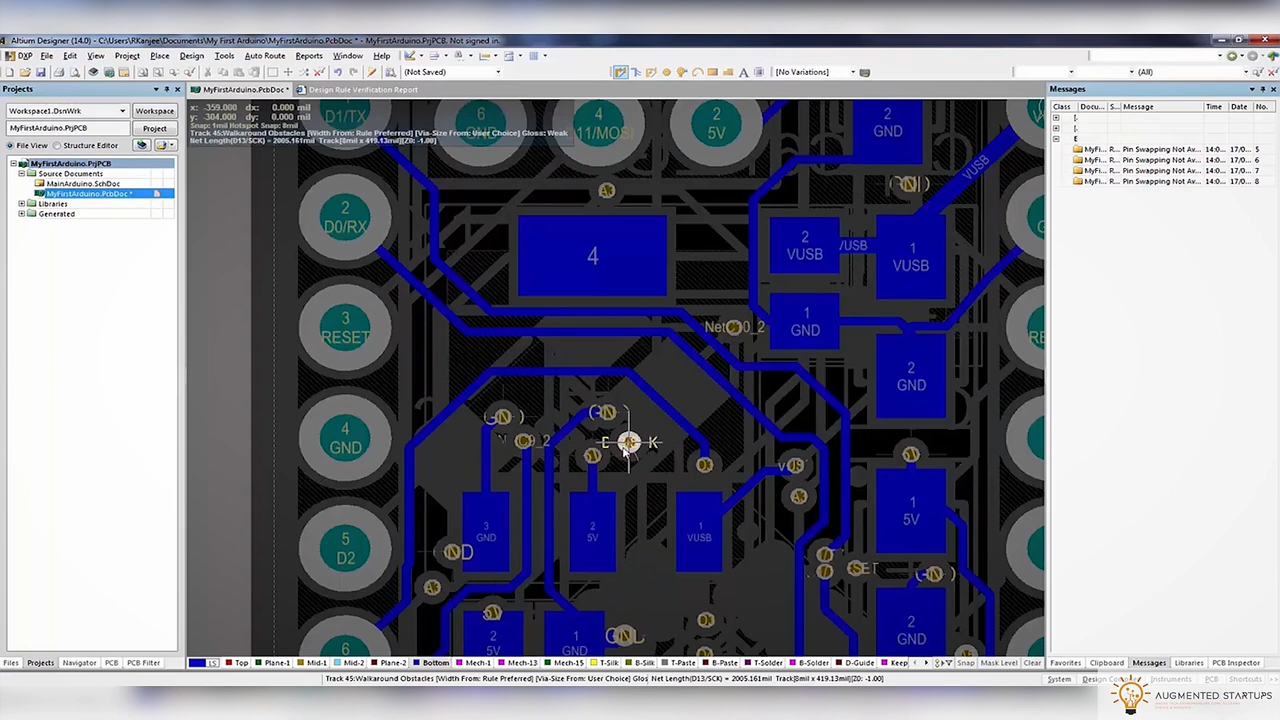 Altium Designer (14.0) - C:\Users\RKanjee\Documents\My First Arduino\MyFirstArduino.PcbDoc * - MyFirstArduino.PrjPCB. Not signed in.
DXP File Edit View Project Place Design Tools Auto Route Reports Window Help
(Not Saved) [No Variations] (All)
Projects
MyFirstArduino.PcbDoc * Design Rule Verification Report
Messages
Workspace1.DsnWrk Workspace
MyFirstArduino.PrjPCB Project
File View Structure Editor
MyFirstArduino.PrjPCB
Source Documents
MainArduino.SchDoc
MyFirstArduino.PcbDoc *
Libraries
Generated
x: -359.000 dx: 0.000 mil
y: -304.000 dy: 0.000 mil
Snap: 1mil Hotspot Snap: 8mil
Track 45:Walkaround Obstacles [Width From: Rule Preferred] [Via-Size From: User Choice] Gloss: Weak
Net Length(D13/SCK) = 2005.161mil Track[8mil x 419.13mil](Z0: -1.00)
Class Docu... S... Message Time Date No.
MyFi... R... Pin Swapping Not Av... 14:0... 17/0... 5
MyFi... R... Pin Swapping Not Av... 14:0... 17/0... 6
MyFi... R... Pin Swapping Not Av... 14:0... 17/0... 7
MyFi... R... Pin Swapping Not Av... 14:0... 17/0... 8
D1/TX
6
GND
4
11/MOSI
2
5V
2
GND
VUSB
2
D0/RX
4
2
VUSB
VUSB
1
VUSB
3
RESET
1
GND
2
GND
4
GND
3
GND
2
5V
1
VUSB
1
5V
5
D2
6
2
5V
1
GND
2
GND
LS Top Plane-1 Mid-1 Mid-2 Plane-2 Bottom Mech-1 Mech-13 Mech-15 T-Silk B-Silk T-Paste B-Paste T-Solder B-Solder D-Guide Keep Snap Mask Level Clear
Files Projects Navigator PCB PCB Filter
Favorites Clipboard Messages Libraries PCB Inspector
Track 45:Walkaround Obstacles [Width From: Rule Preferred] [Via-Size From: User Choice] Glos Net Length(D13/SCK) = 2005.161mil Track[8mil x 419.13mil](Z0: -1.00)
System Instruments PCB Shortcuts
AUGMENTED STARTUPS